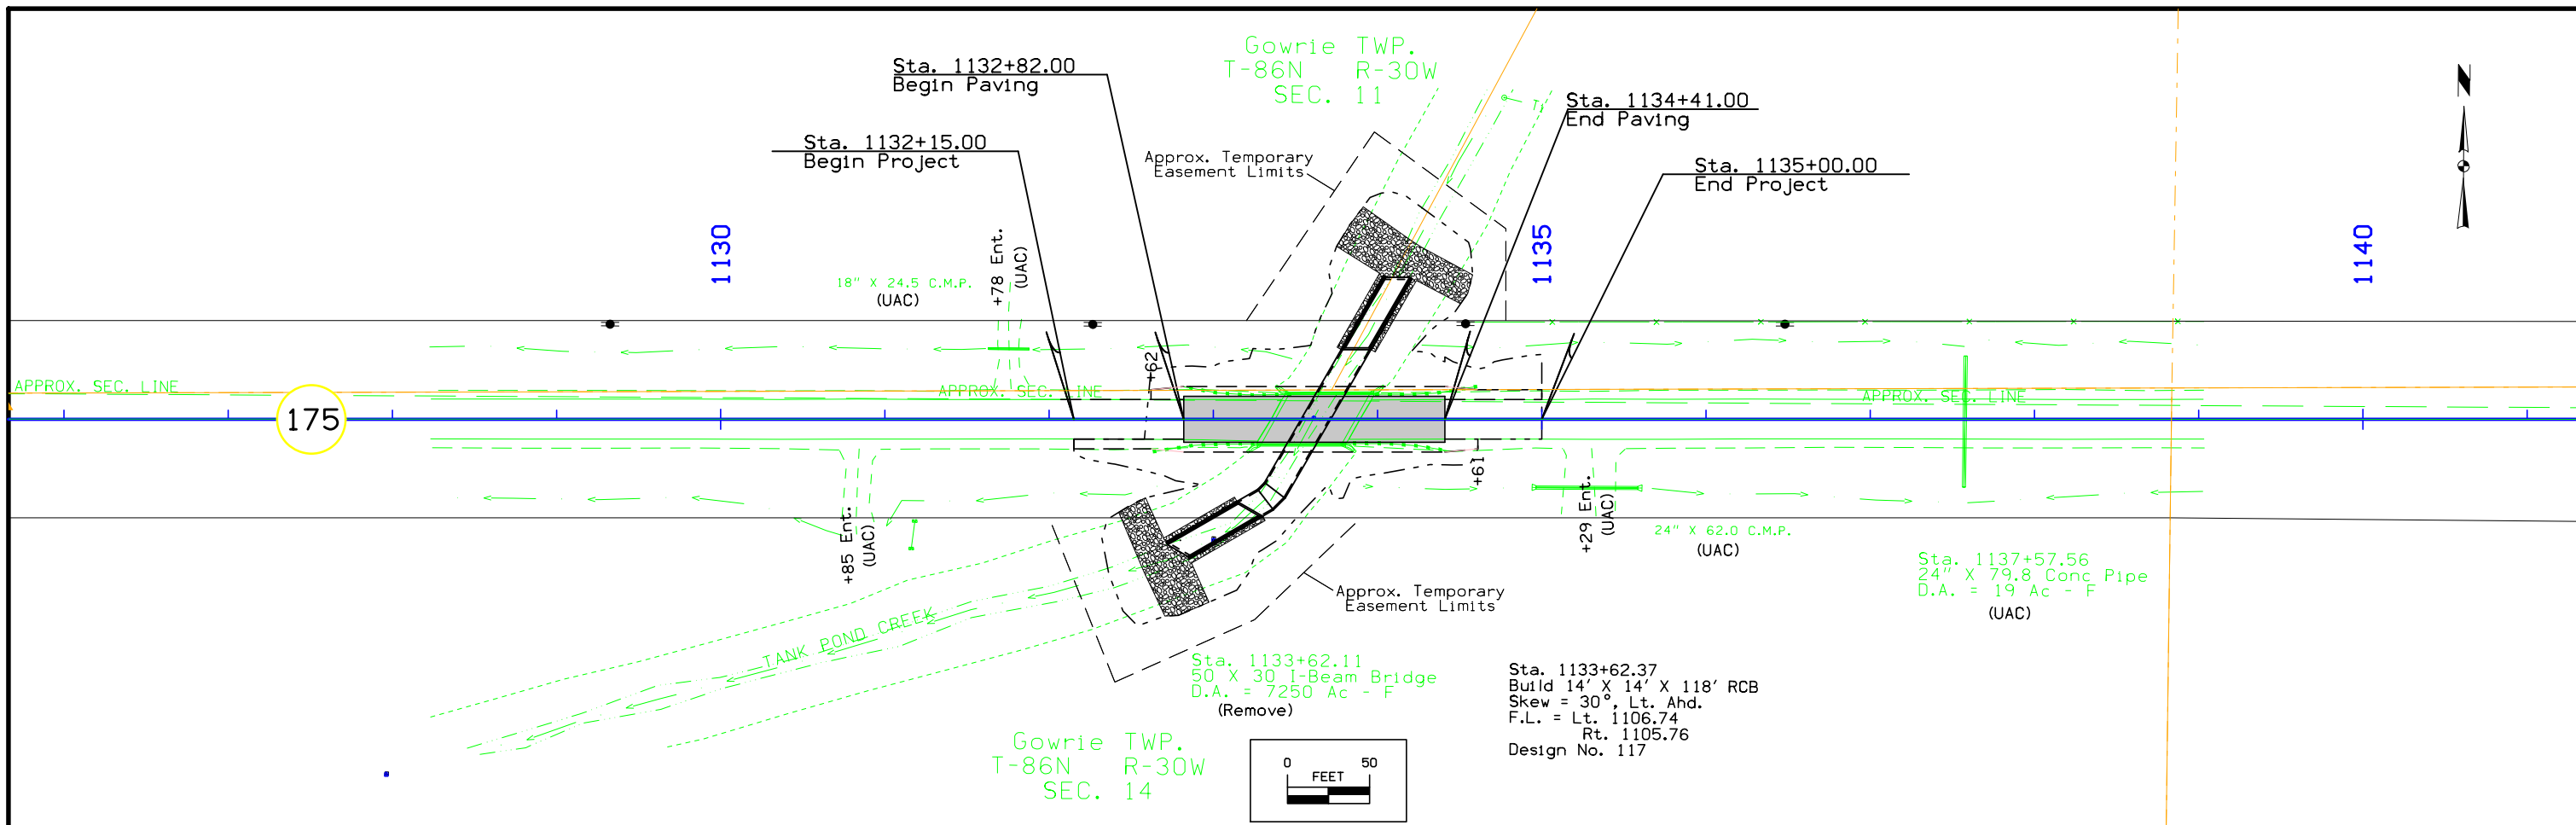 Gowrie TWP.
T-86N R-30W
SEC. 11
N
Sta. 1132+82.00
Begin Paving
Sta. 1132+15.00
Begin Project
Sta. 1134+41.00
End Paving
Sta. 1135+00.00
End Project
Approx. Temporary
Easement Limits
1130
1135
1140
18" X 24.5 C.M.P.
(UAC)
+78 Ent.
(UAC)
+62
APPROX. SEC. LINE
APPROX. SEC. LINE
APPROX. SEC. LINE
175
+61
+85 Ent.
(UAC)
+29 Ent.
(UAC)
24" X 62.0 C.M.P.
(UAC)
Sta. 1137+57.56
24" X 79.8 Conc Pipe
D.A. = 19 Ac - F
(UAC)
Approx. Temporary
Easement Limits
TANK POND CREEK
Sta. 1133+62.11
50 X 30 I-Beam Bridge
D.A. = 7250 Ac - F
(Remove)
Sta. 1133+62.37
Build 14' X 14' X 118' RCB
Skew = 30°, Lt. Ahd.
F.L. = Lt. 1106.74
Rt. 1105.76
Design No. 117
Gowrie TWP.
T-86N R-30W
SEC. 14
0 50
FEET